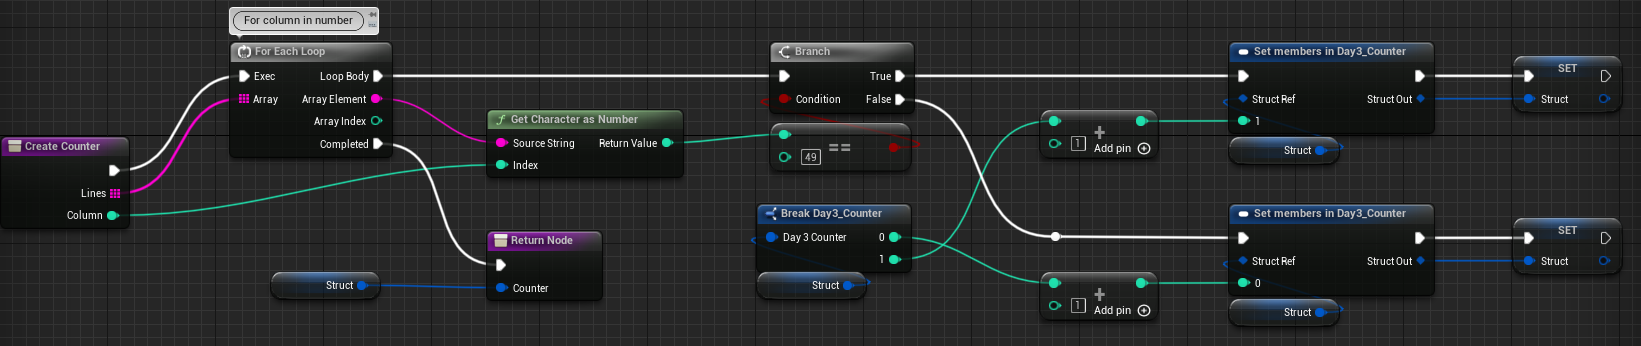 For column in number
For Each Loop
Exec
Loop Body
Array
Array Element
Array Index
Completed
Create Counter
Lines
Column
Get Character as Number
Source String
Return Value
Index
Return Node
Counter
Struct
Branch
True
Condition
False
49
==
Break Day3_Counter
Day 3 Counter
0
1
Struct
+
1
Add pin
+
1
Add pin
Set members in Day3_Counter
Struct Ref
Struct Out
1
Struct
SET
Struct
Set members in Day3_Counter
Struct Ref
Struct Out
0
Struct
SET
Struct